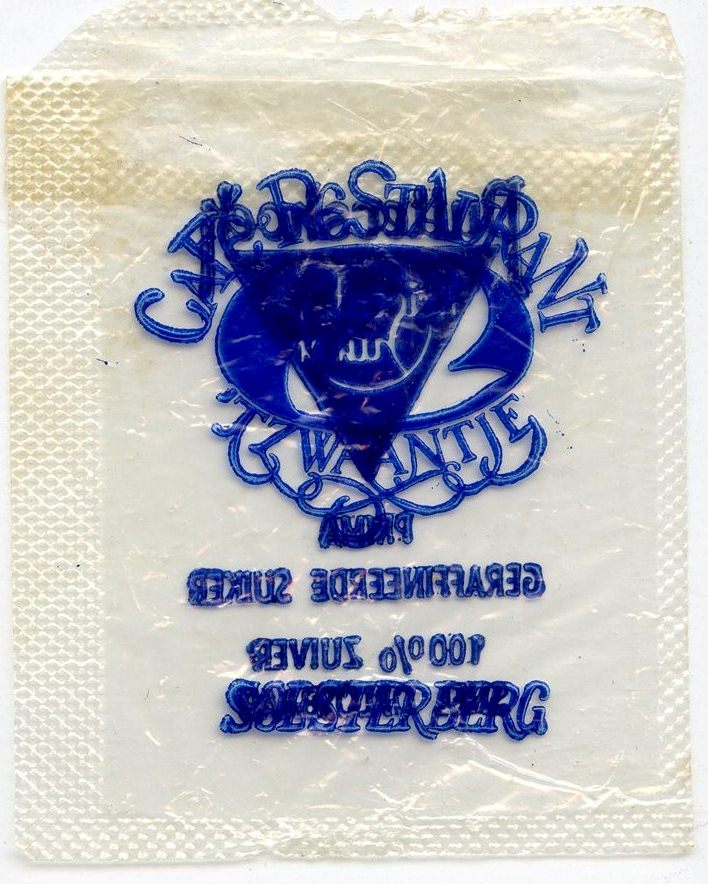 CAFÉ RESTAURANT
'T ZWAANTJE
PRIMA
GERAFFINEERDE SUIKER
100% ZUIVER
SOESTERBERG